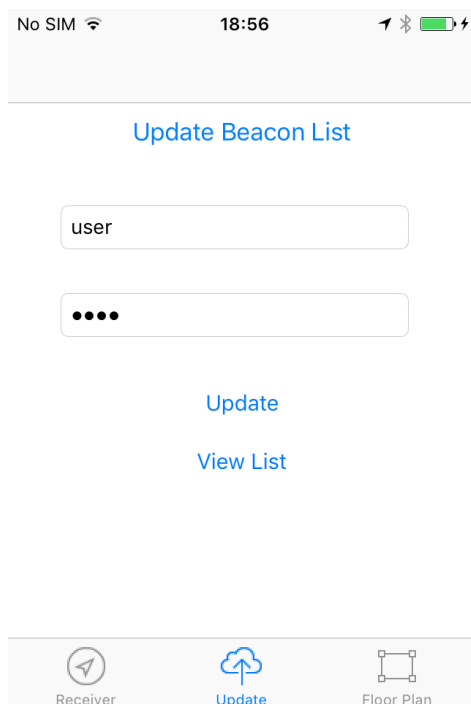 No SIM 18:56
Update Beacon List
user
••••
Update
View List
Receiver Update Floor Plan